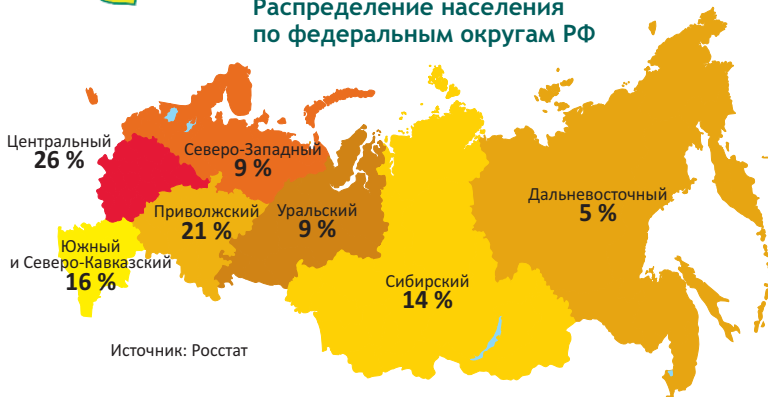 Распределение населения
по федеральным округам РФ
Центральный
26 %
Северо-Западный
9 %
Приволжский
21 %
Уральский
9 %
Южный
и Северо-Кавказский
16 %
Сибирский
14 %
Дальневосточный
5 %
Источник: Росстат